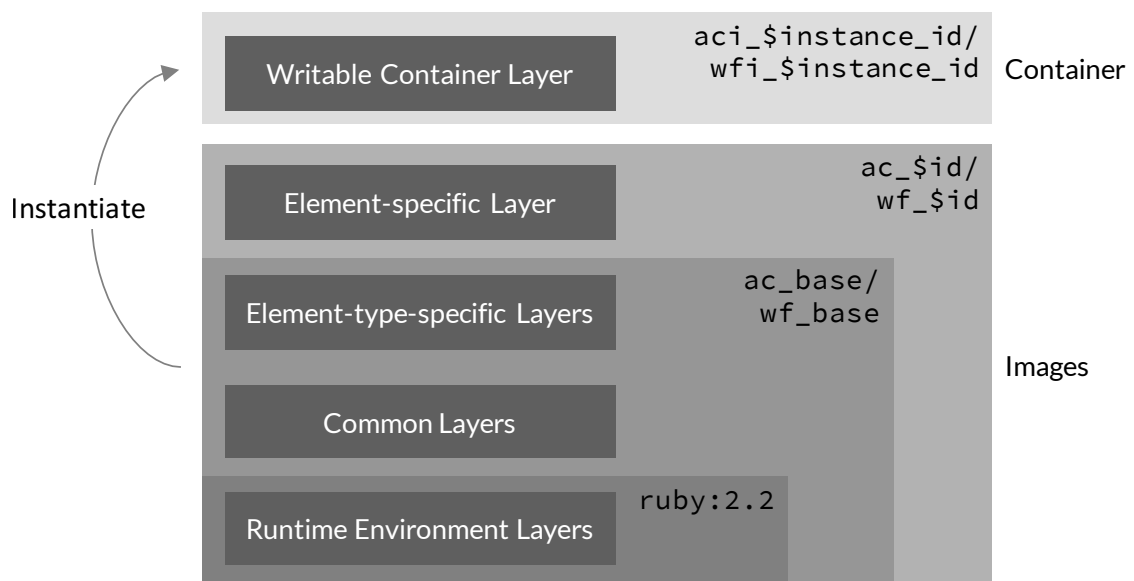 aci_$instance_id/
wfi_$instance_id
Writable Container Layer
Container
ac_$id/
wf_$id
Element-specific Layer
Instantiate
ac_base/
wf_base
Element-type-specific Layers
Images
Common Layers
ruby:2.2
Runtime Environment Layers